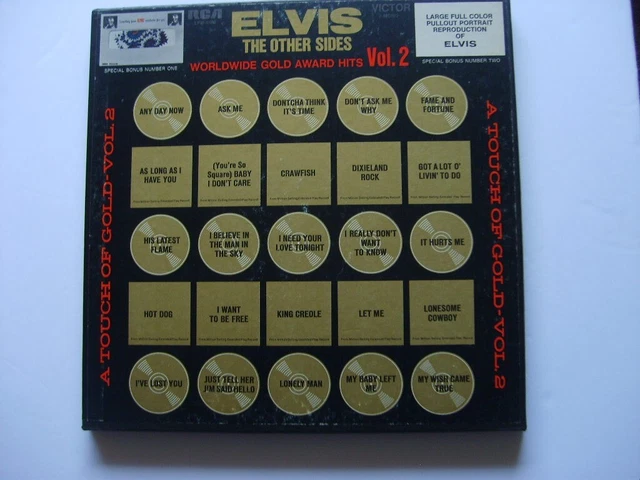 RCA
ELVIS
VICTOR
THE OTHER SIDES
WORLDWIDE GOLD AWARD HITS Vol. 2
SPECIAL BONUS NUMBER ONE
LARGE FULL COLOR
PULLOUT PORTRAIT
REPRODUCTION
OF
ELVIS
SPECIAL BONUS NUMBER TWO
A TOUCH OF GOLD-VOL. 2
ANY DAY NOW
ASK ME
DONTCHA THINK
IT'S TIME
DON'T ASK ME
WHY
FAME AND
FORTUNE
AS LONG AS I
HAVE YOU
(You're So
Square) BABY
I DON'T CARE
CRAWFISH
DIXIELAND
ROCK
GOT A LOT O'
LIVIN' TO DO
HIS LATEST
FLAME
I BELIEVE IN
THE MAN IN
THE SKY
I NEED YOUR
LOVE TONIGHT
I REALLY DON'T
WANT
TO KNOW
IT HURTS ME
HOT DOG
I WANT
TO BE FREE
KING CREOLE
LET ME
LONESOME
COWBOY
I'VE LOST YOU
JUST TELL HER
JIM SAID HELLO
LONELY MAN
MY BABY LEFT
ME
MY WISH CAME
TRUE
A TOUCH OF GOLD-VOL. 2